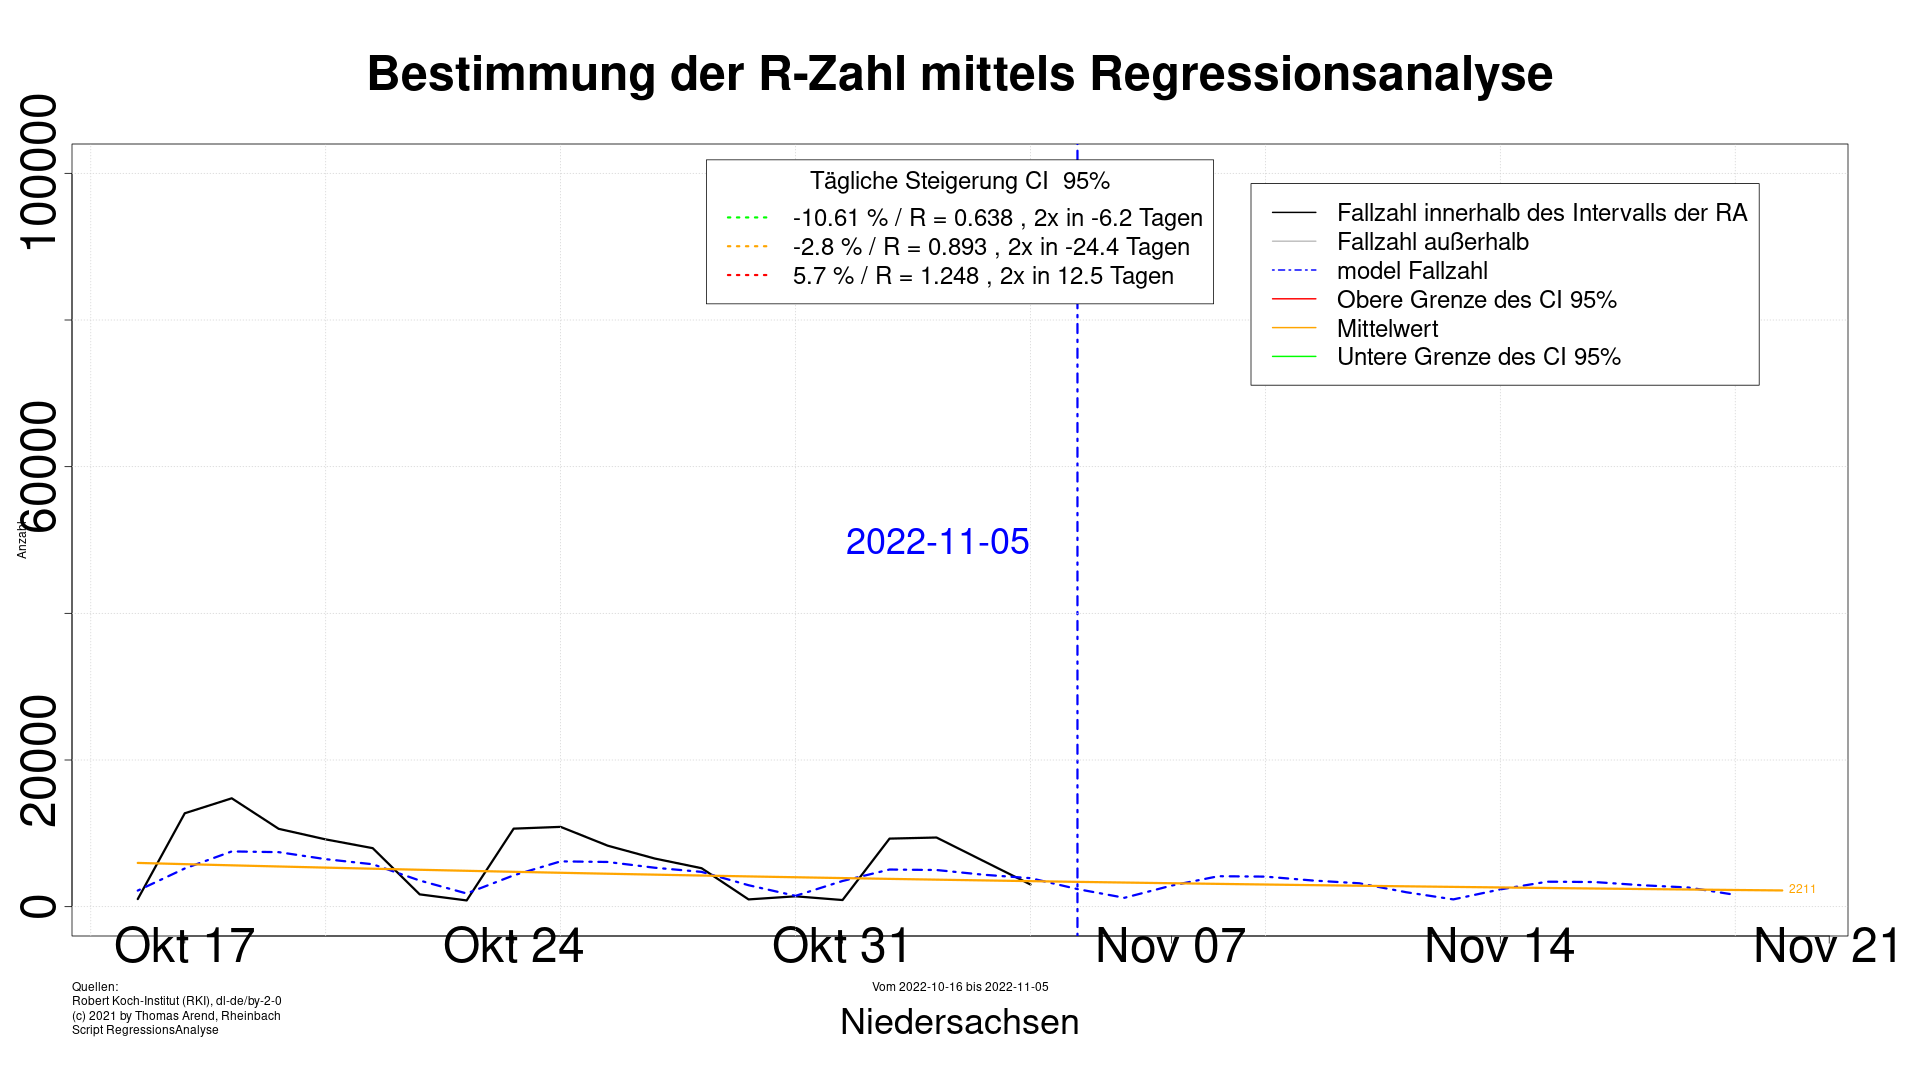 Bestimmung der R-Zahl mittels Regressionsanalyse
Tägliche Steigerung CI  95%
-10.61 % / R = 0.638 , 2x in -6.2 Tagen
-2.8 % / R = 0.893 , 2x in -24.4 Tagen
5.7 % / R = 1.248 , 2x in 12.5 Tagen
Fallzahl innerhalb des Intervalls der RA
Fallzahl außerhalb
model Fallzahl
Obere Grenze des CI 95%
Mittelwert
Untere Grenze des CI 95%
100000
60000
20000
0
Anzahl
2022-11-05
2211
Okt 17
Okt 24
Okt 31
Nov 07
Nov 14
Nov 21
Quellen:
Robert Koch-Institut (RKI), dl-de/by-2-0
(c) 2021 by Thomas Arend, Rheinbach
Script RegressionsAnalyse
Vom 2022-10-16 bis 2022-11-05
Niedersachsen